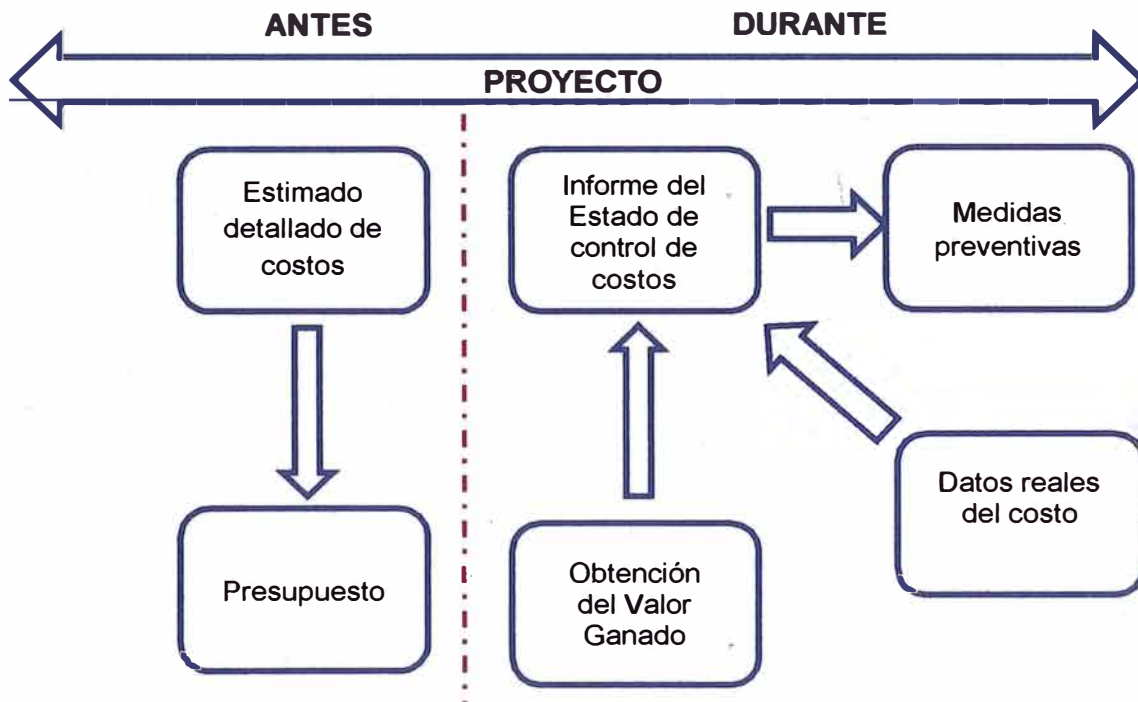 ANTES
DURANTE
PROYECTO
Estimado
detallado de
costos
Informe del
Estado de
control de
costos
Medidas
preventivas
Presupuesto
Obtención
del Valor
Ganado
Datos reales
del costo